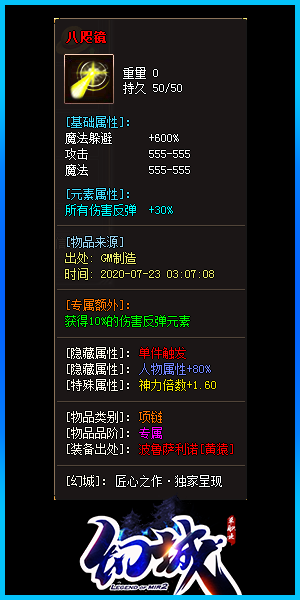 八咫镜
重量 0
持久 50/50
[基础属性]:
魔法躲避 +600%
攻击 555-555
魔法 555-555
[元素属性]:
所有伤害反弹 +30%
[物品来源]
出处: GM制造
时间: 2020-07-23 03:07:08
[专属额外]:
获得10%的伤害反弹元素
[隐藏属性]: 单件触发
[隐藏属性]: 人物属性+80%
[特殊属性]: 神力倍数+1.60
[物品类别]: 项链
[物品品阶]: 专属
[装备出处]: 波鲁萨利诺[黄猿]
[幻城]: 匠心之作·独家呈现
幻城
LEGEND OF MIR2